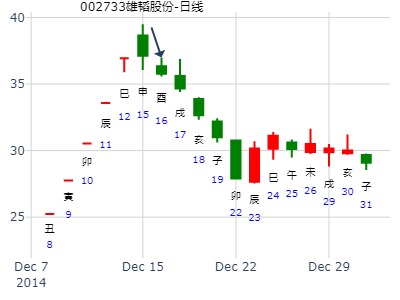 002733雄韬股份-日线
40
35
30
25
丑
8
寅
9
卯
10
辰
11
巳
12
申
15
酉
16
戌
17
亥
18
子
19
卯
22
辰
23
巳
24
午
25
未
26
戌
29
亥
30
子
31
Dec 7
2014
Dec 15
Dec 22
Dec 29